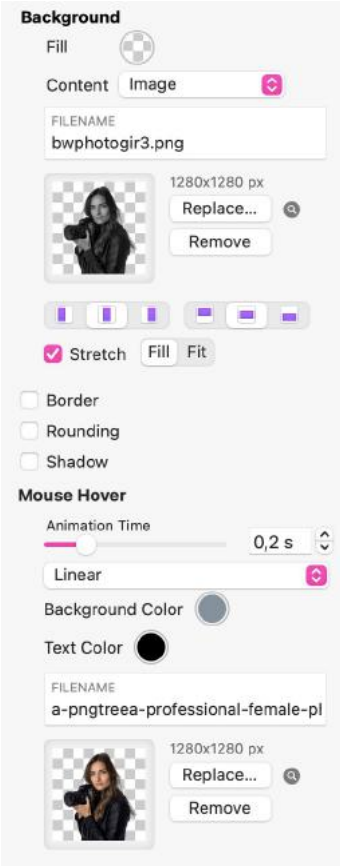 Background
Fill
Content Image
FILENAME
bwphotogir3.png
1280x1280 px
Replace...
Remove
Stretch Fill Fit
Border
Rounding
Shadow
Mouse Hover
Animation Time
0,2 s
Linear
Background Color
Text Color
FILENAME
a-pngtreea-professional-female-pl
1280x1280 px
Replace...
Remove